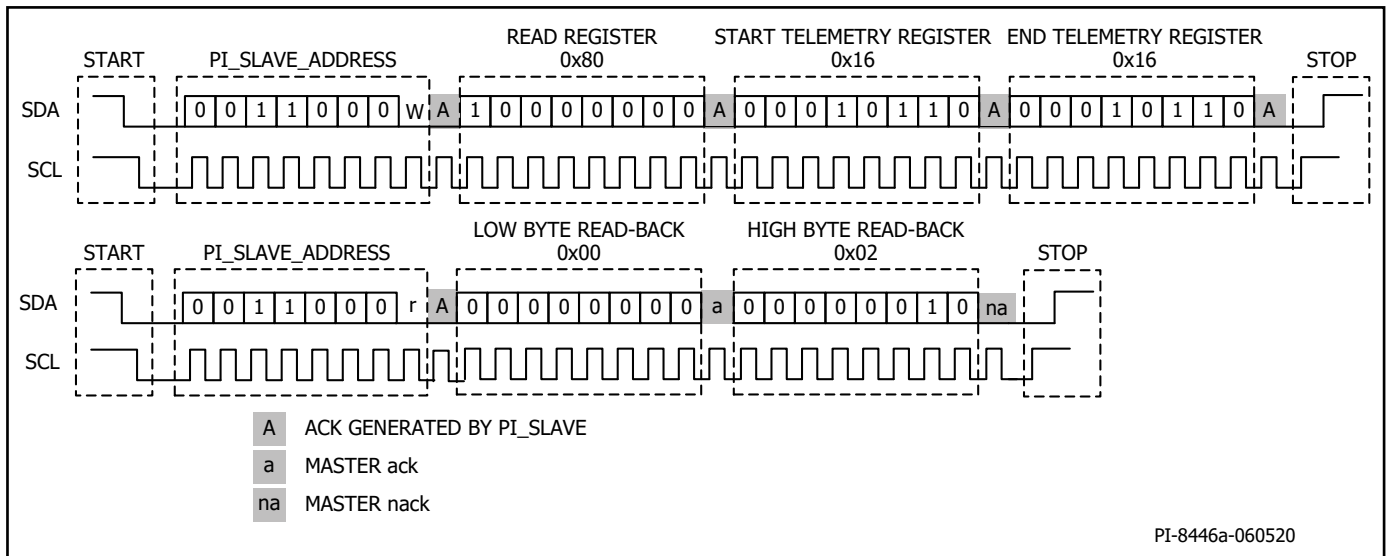 READ REGISTER START TELEMETRY REGISTER END TELEMETRY REGISTER
START PI_SLAVE_ADDRESS 0x80 0x16 0x16 STOP
SDA 0 0 1 1 0 0 0 W A 1 0 0 0 0 0 0 0 A 0 0 0 1 0 1 1 0 A 0 0 0 1 0 1 1 0 A
SCL
LOW BYTE READ-BACK HIGH BYTE READ-BACK
START PI_SLAVE_ADDRESS 0x00 0x02 STOP
SDA 0 0 1 1 0 0 0 r A 0 0 0 0 0 0 0 0 a 0 0 0 0 0 0 1 0 na
SCL
A ACK GENERATED BY PI_SLAVE
a MASTER ack
na MASTER nack
PI-8446a-060520